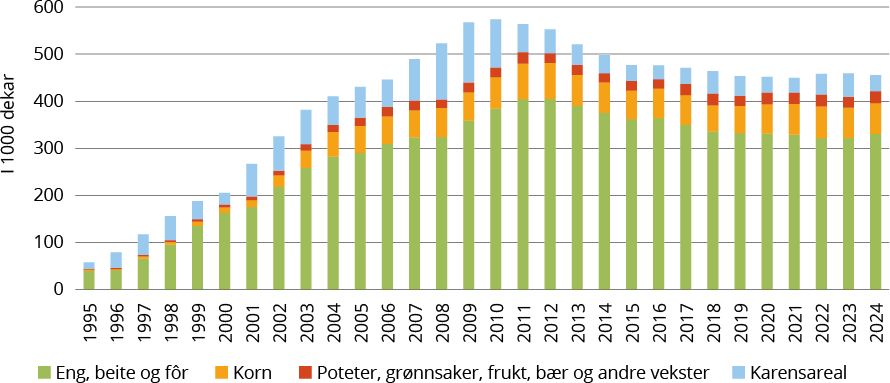 600
500
400
300
200
100
0
I 1000 dekar
1995 1996 1997 1998 1999 2000 2001 2002 2003 2004 2005 2006 2007 2008 2009 2010 2011 2012 2013 2014 2015 2016 2017 2018 2019 2020 2021 2022 2023 2024
Eng, beite og fôr Korn Poteter, grønnsaker, frukt, bær og andre vekster Karensareal